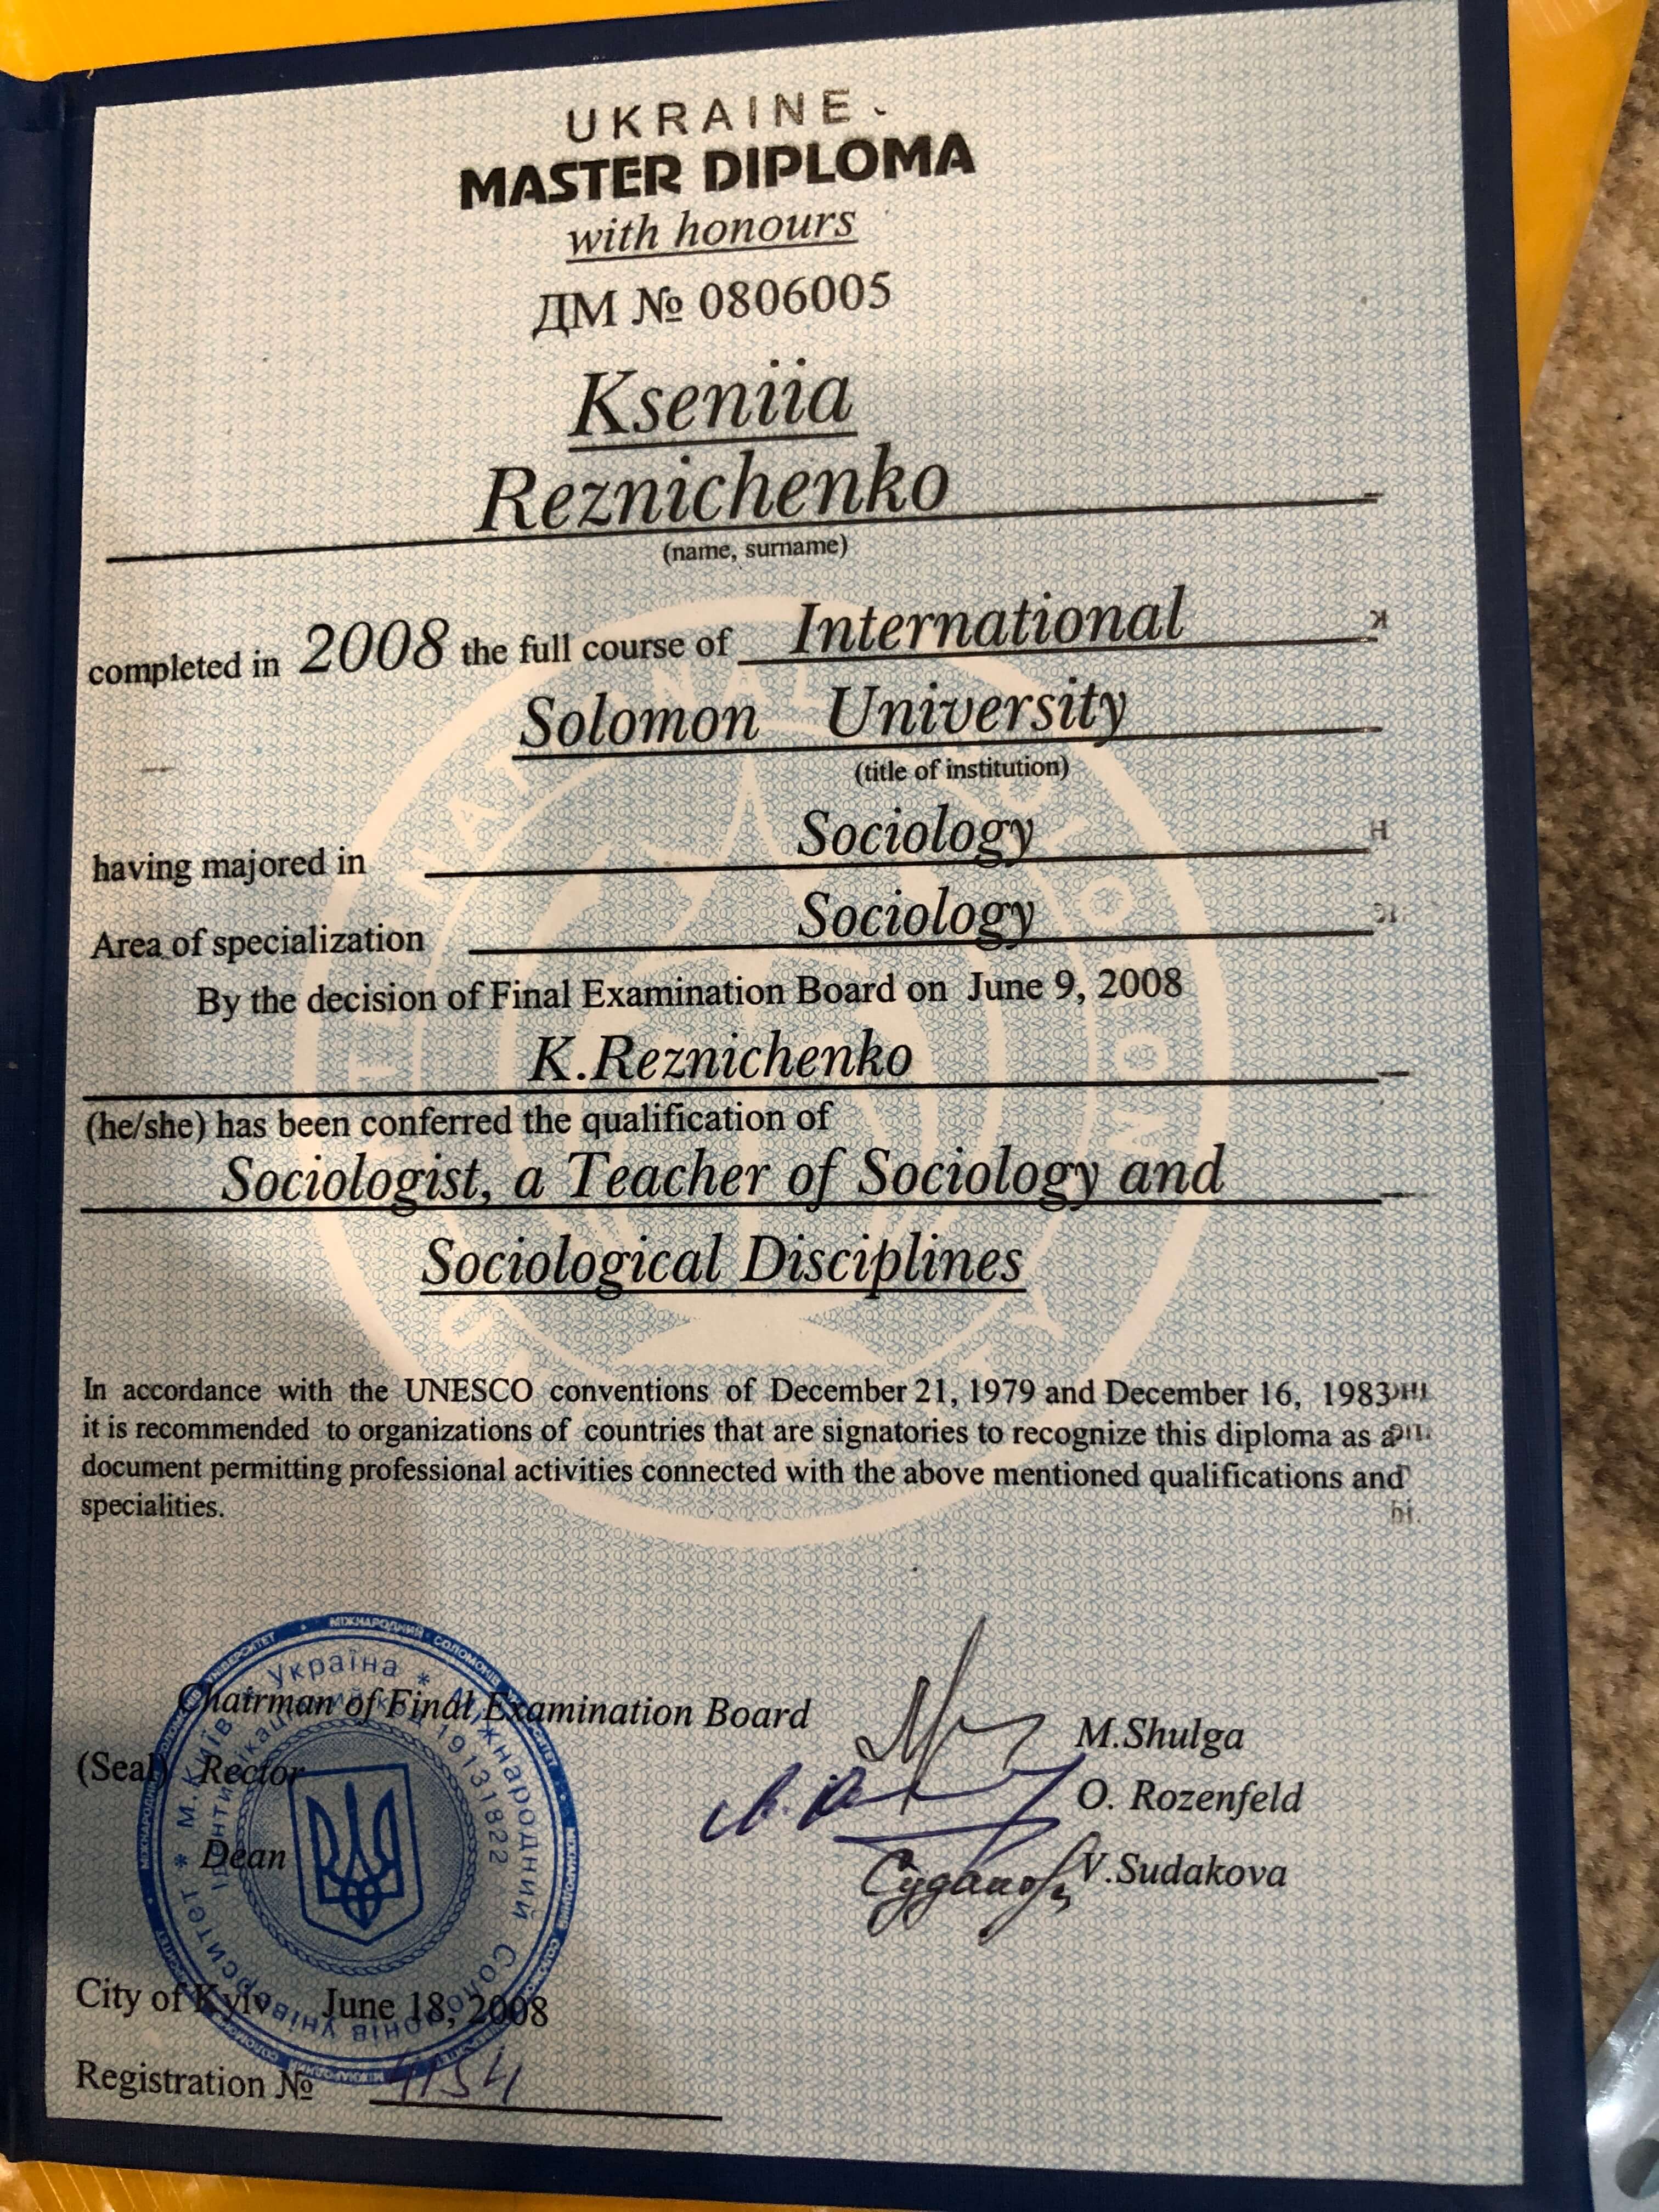 UKRAINE
MASTER DIPLOMA
with honours
ДМ № 0806005
Kseniia
Reznichenko
(name, surname)
completed in 2008 the full course of International
Solomon University
(title of institution)
having majored in Sociology
Area of specialization Sociology
By the decision of Final Examination Board on June 9, 2008
K.Reznichenko
(he/she) has been conferred the qualification of
Sociologist, a Teacher of Sociology and
Sociological Disciplines
In accordance with the UNESCO conventions of December 21, 1979 and December 16, 1983
it is recommended to organizations of countries that are signatories to recognize this diploma as a
document permitting professional activities connected with the above mentioned qualifications and
specialities.
Chairman of Final Examination Board M.Shulga
(Seal) Rector O. Rozenfeld
Dean V.Sudakova
City of Kyiv June 18, 2008
Registration № 4154
Україна * Міжнародний Соломонів університет * м.Київ
19131822